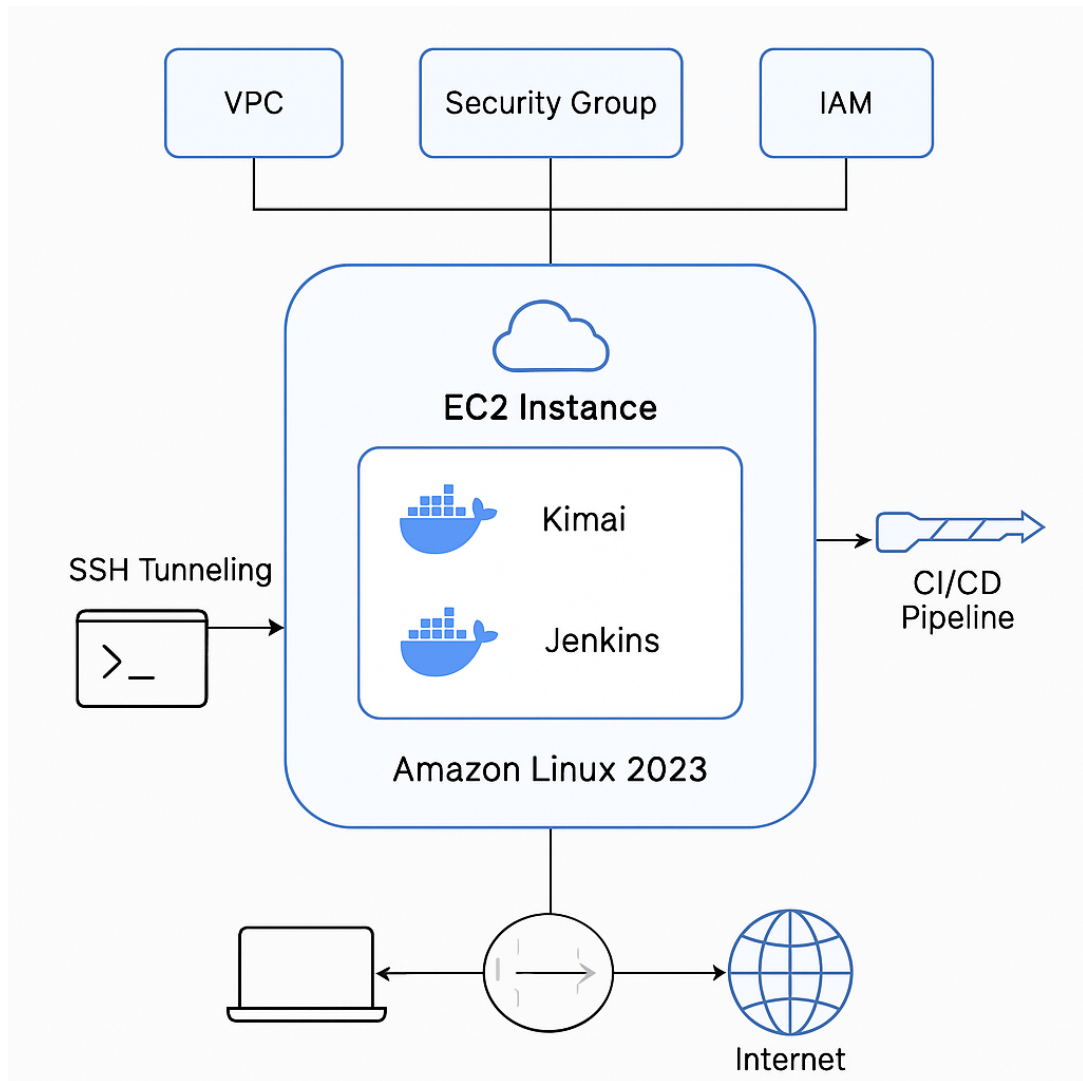 VPC
Security Group
IAM
EC2 Instance
Kimai
Jenkins
Amazon Linux 2023
SSH Tunneling
>_
CI/CD
Pipeline
Internet